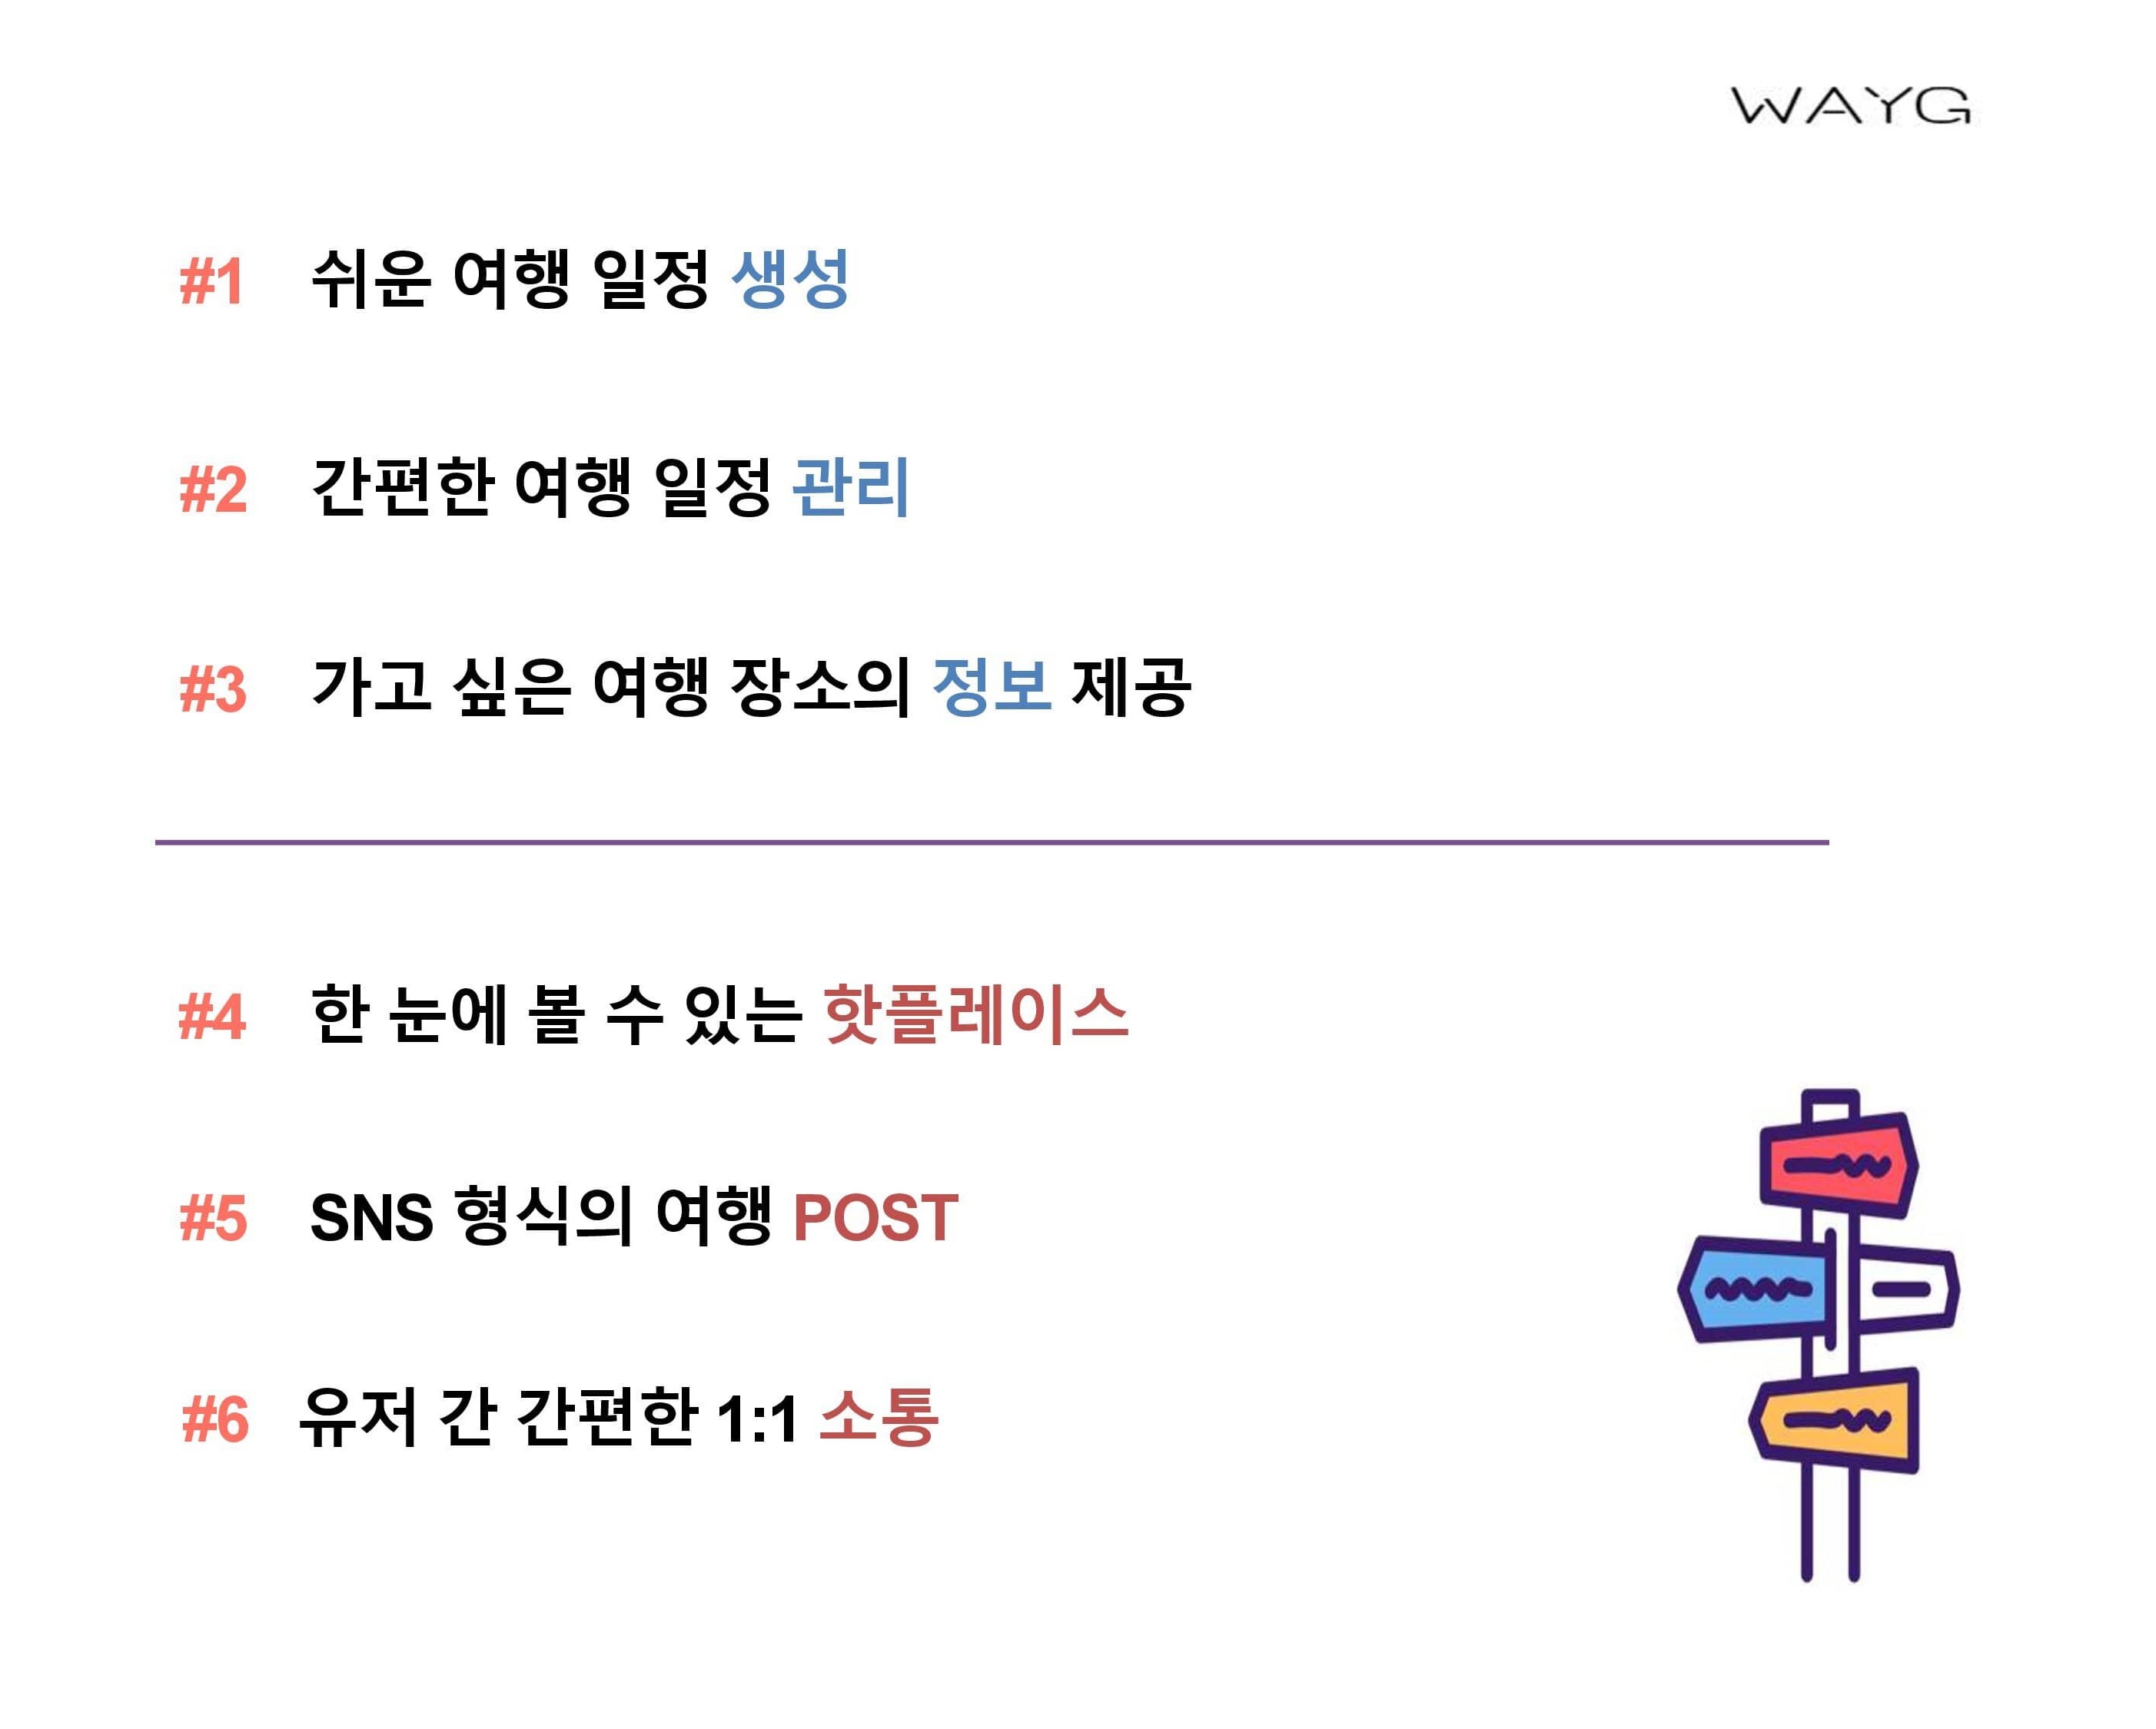 WAYG
#1 쉬운 여행 일정 생성
#2 간편한 여행 일정 관리
#3 가고 싶은 여행 장소의 정보 제공
#4 한 눈에 볼 수 있는 핫플레이스
#5 SNS 형식의 여행 POST
#6 유저 간 간편한 1:1 소통